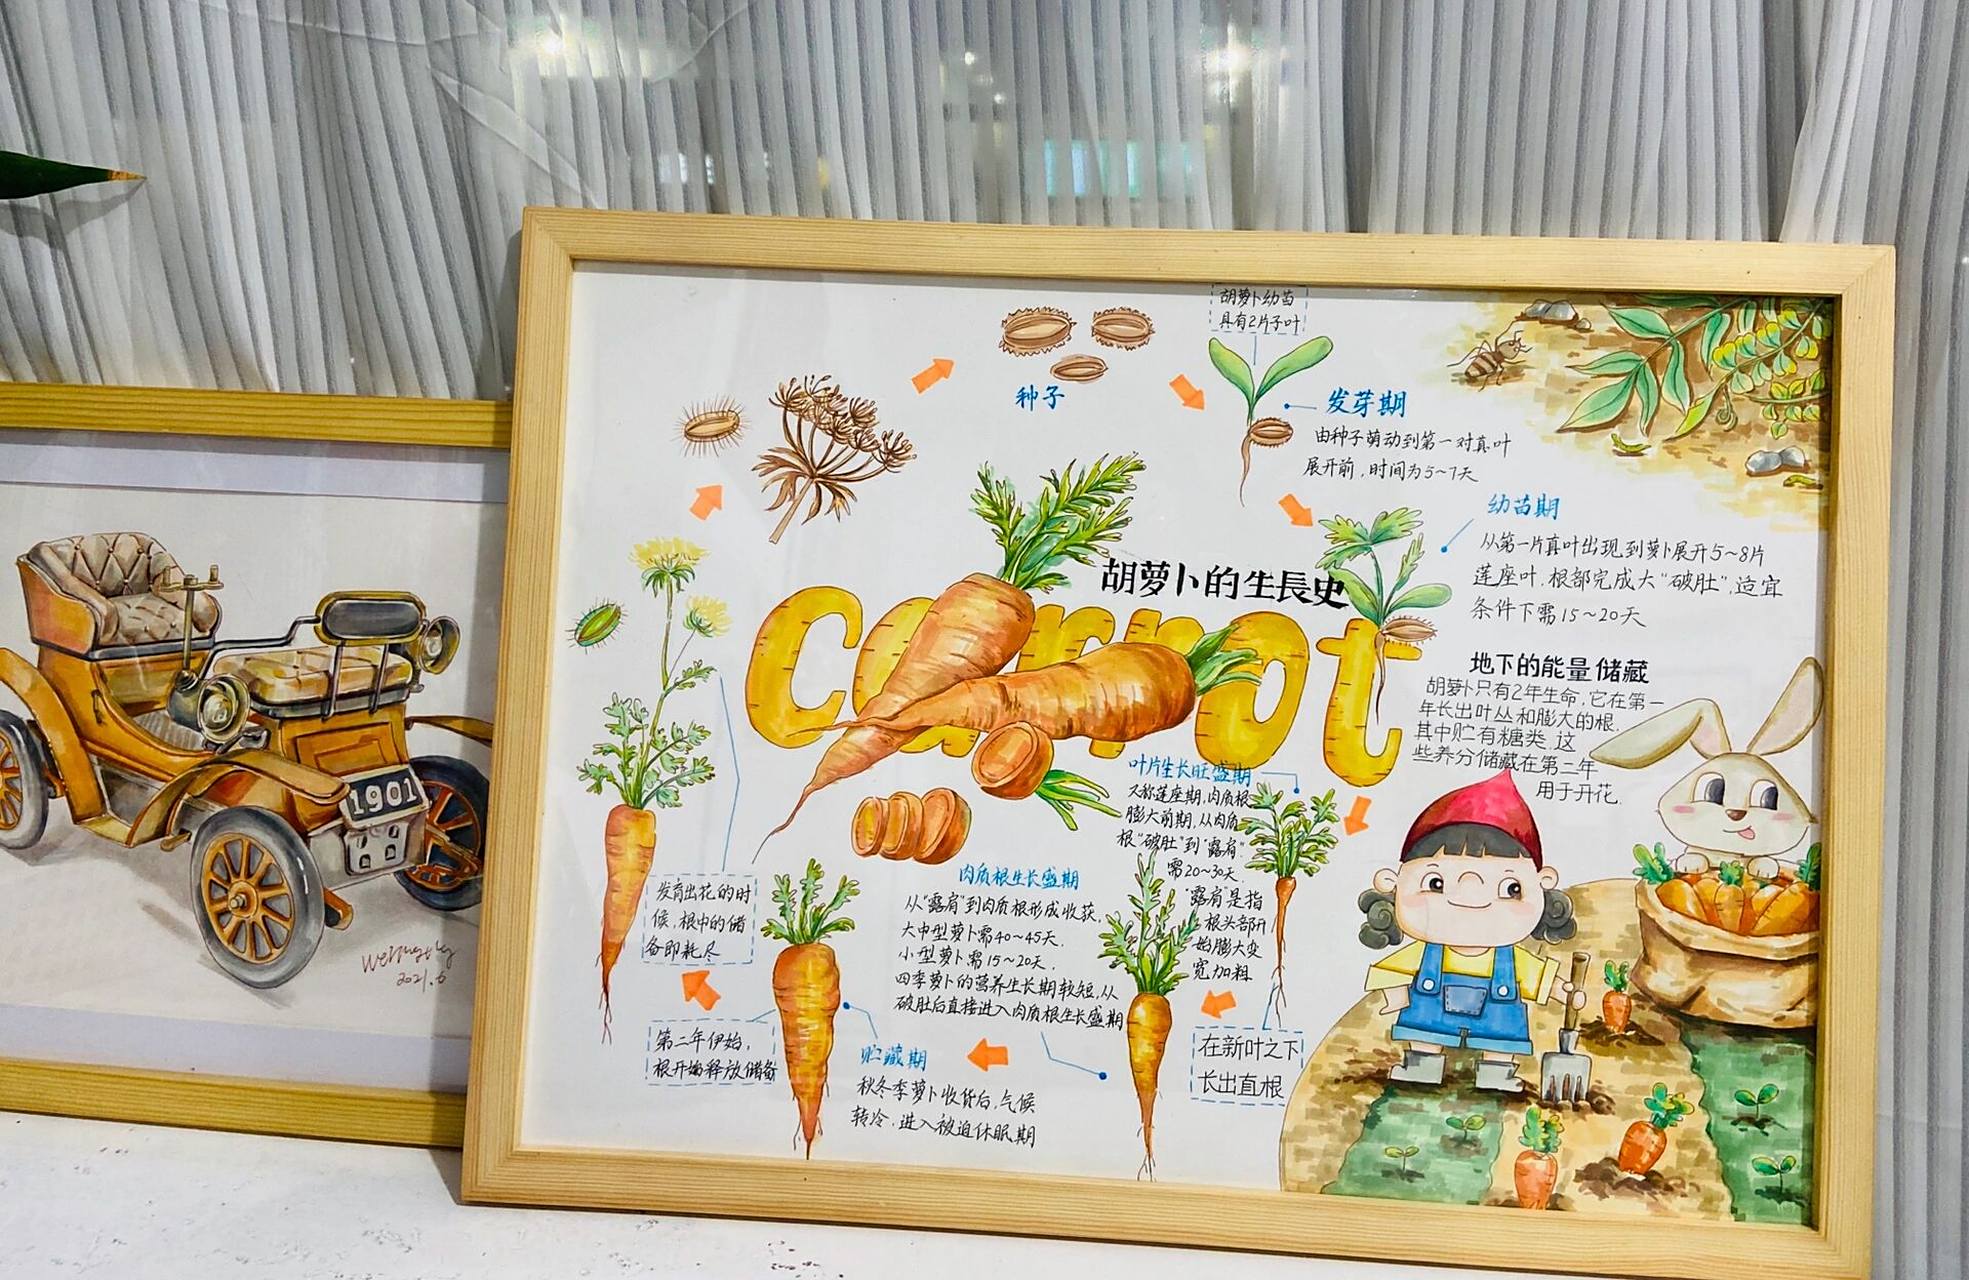 胡萝卜幼苗
具有2片子叶
种子
发芽期
由种子萌动到第一对真叶
展开前,时间为5~7天
幼苗期
从第一片真叶出现到萝卜展开5~8片
莲座叶,根部完成大"破肚",适宜
条件下需15~20天
胡萝卜的生長史
carrot
地下的能量储藏
胡萝卜只有2年生命,它在第一
年长出叶丛和膨大的根.
其中贮有糖类.这
些养分储藏在第二年
用于开花.
叶片生长旺盛期
又称莲座期,肉质根
膨大前期,从肉质
根"破肚"到"露肩".
需20~30天.
"露肩"是指
根头部开
始膨大变
宽加粗
在新叶之下
长出直根
肉质根生长盛期
从"露肩"到肉质根形成收获,
大中型萝卜需40~45天.
小型萝卜需15~20天.
四季萝卜的营养生长期较短,从
破肚后直接进入肉质根生长盛期
贮藏期
秋冬季萝卜收货后,气候
转冷,进入被迫休眠期
第二年伊始,
根开始释放储备
发育出花的时
候,根中的储
备即耗尽
1901
2021.6